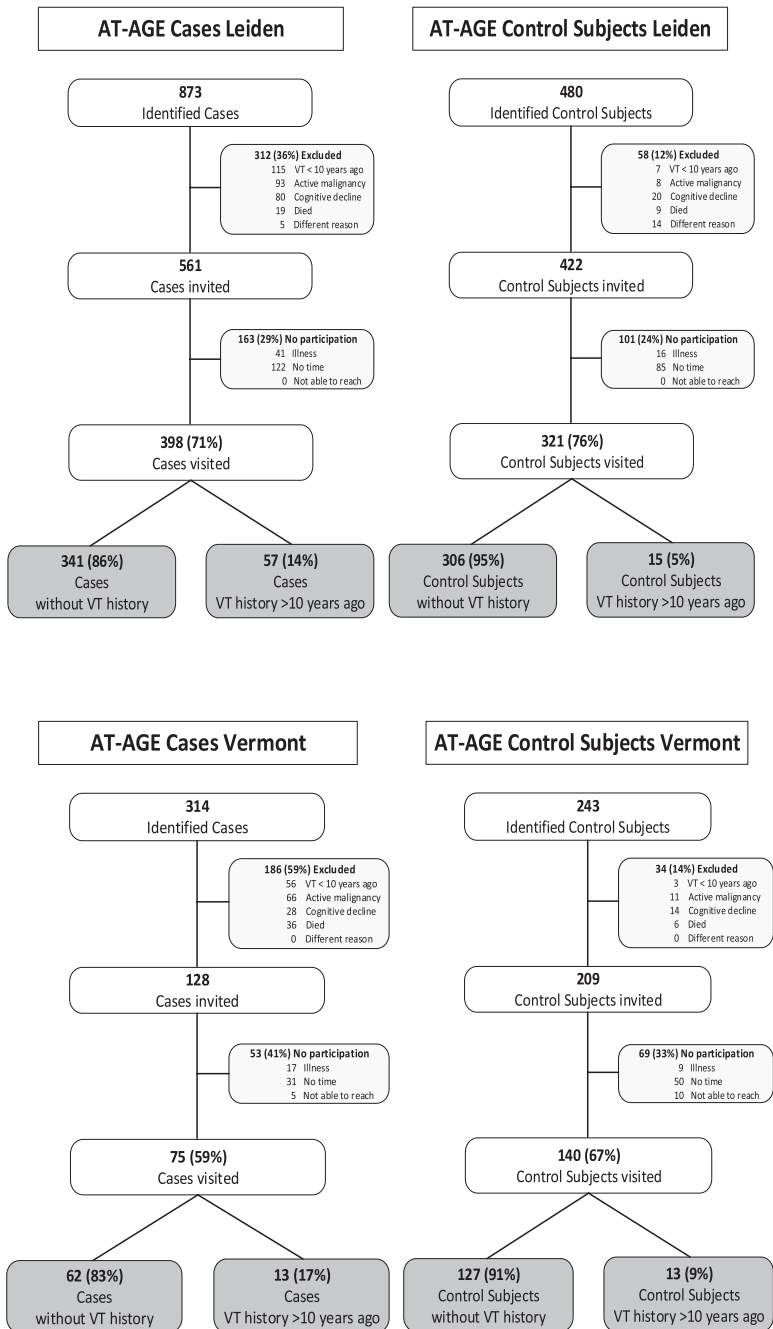 AT-AGE Cases Leiden
873
Identified Cases
312 (36%) Excluded
115 VT < 10 years ago
93 Active malignancy
80 Cognitive decline
19 Died
5 Different reason
561
Cases invited
163 (29%) No participation
41 Illness
122 No time
0 Not able to reach
398 (71%)
Cases visited
341 (86%)
Cases
without VT history
57 (14%)
Cases
VT history >10 years ago
AT-AGE Control Subjects Leiden
480
Identified Control Subjects
58 (12%) Excluded
7 VT < 10 years ago
8 Active malignancy
20 Cognitive decline
9 Died
14 Different reason
422
Control Subjects invited
101 (24%) No participation
16 Illness
85 No time
0 Not able to reach
321 (76%)
Control Subjects visited
306 (95%)
Control Subjects
without VT history
15 (5%)
Control Subjects
VT history >10 years ago
AT-AGE Cases Vermont
314
Identified Cases
186 (59%) Excluded
56 VT < 10 years ago
66 Active malignancy
28 Cognitive decline
36 Died
0 Different reason
128
Cases invited
53 (41%) No participation
17 Illness
31 No time
5 Not able to reach
75 (59%)
Cases visited
62 (83%)
Cases
without VT history
13 (17%)
Cases
VT history >10 years ago
AT-AGE Control Subjects Vermont
243
Identified Control Subjects
34 (14%) Excluded
3 VT < 10 years ago
11 Active malignancy
14 Cognitive decline
6 Died
0 Different reason
209
Control Subjects invited
69 (33%) No participation
9 Illness
50 No time
10 Not able to reach
140 (67%)
Control Subjects visited
127 (91%)
Control Subjects
without VT history
13 (9%)
Control Subjects
VT history >10 years ago